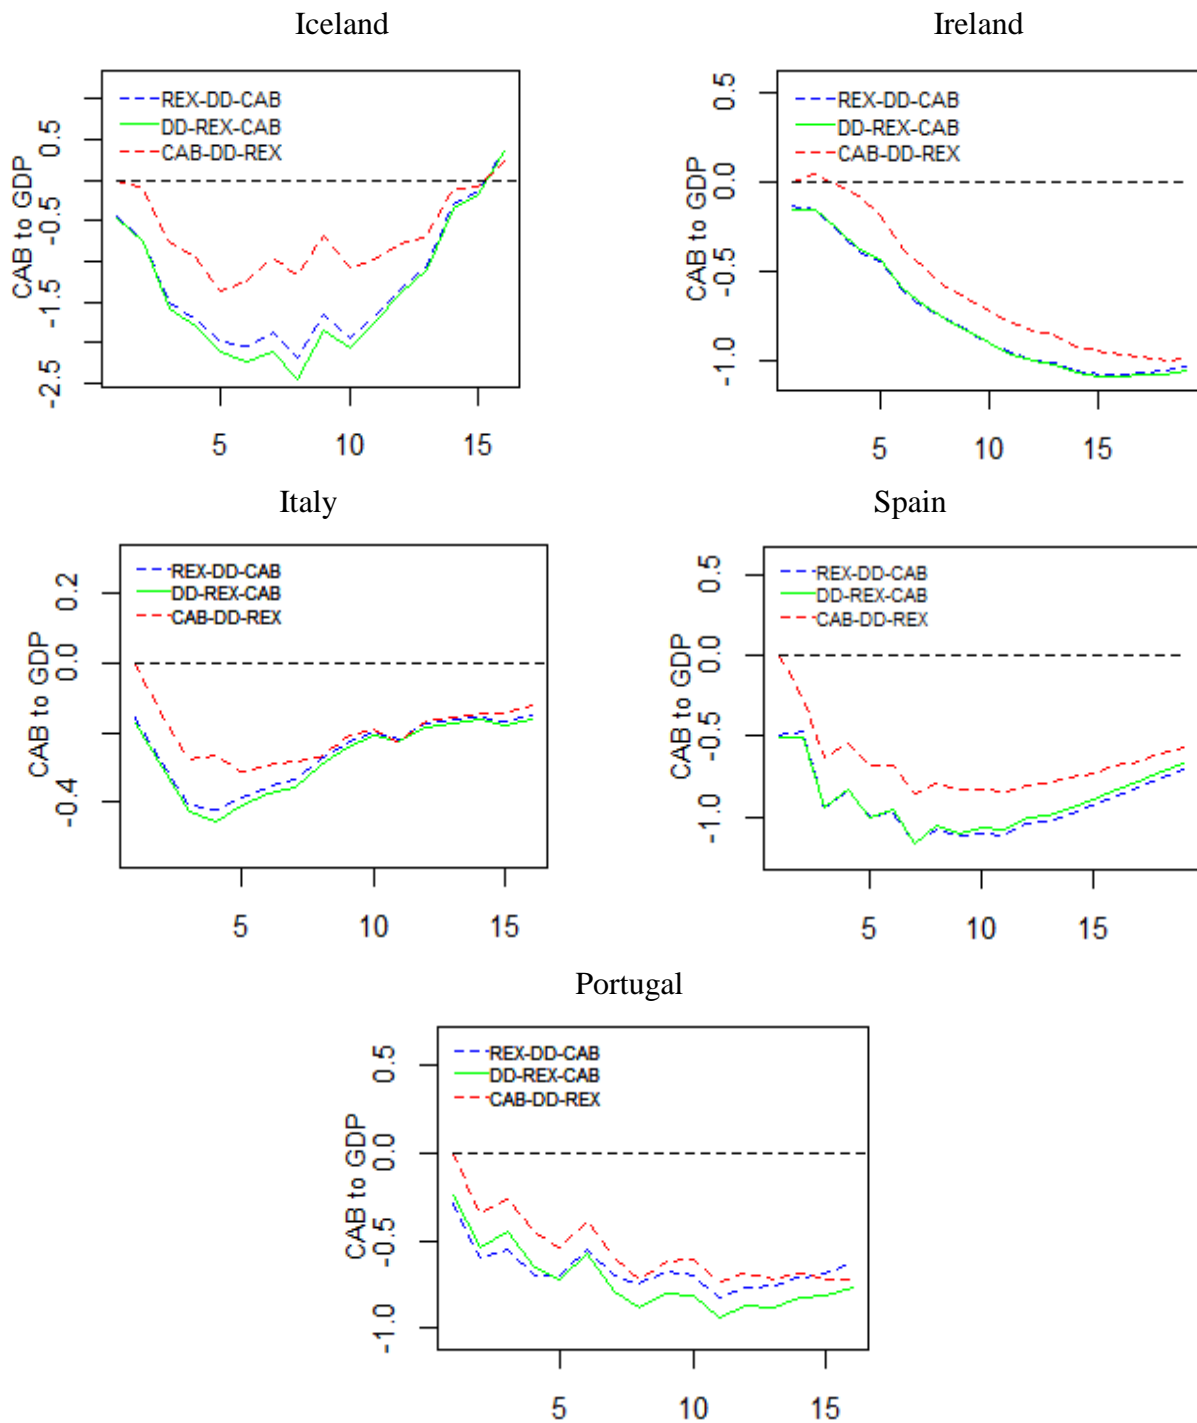 Iceland
REX-DD-CAB
DD-REX-CAB
CAB-DD-REX
CAB to GDP
0.5
-0.5
-1.5
-2.5
5
10
15
Ireland
REX-DD-CAB
DD-REX-CAB
CAB-DD-REX
CAB to GDP
0.5
0.0
-0.5
-1.0
5
10
15
Italy
REX-DD-CAB
DD-REX-CAB
CAB-DD-REX
CAB to GDP
0.2
0.0
-0.4
5
10
15
Spain
REX-DD-CAB
DD-REX-CAB
CAB-DD-REX
CAB to GDP
0.5
0.0
-0.5
-1.0
5
10
15
Portugal
REX-DD-CAB
DD-REX-CAB
CAB-DD-REX
CAB to GDP
0.5
0.0
-0.5
-1.0
5
10
15